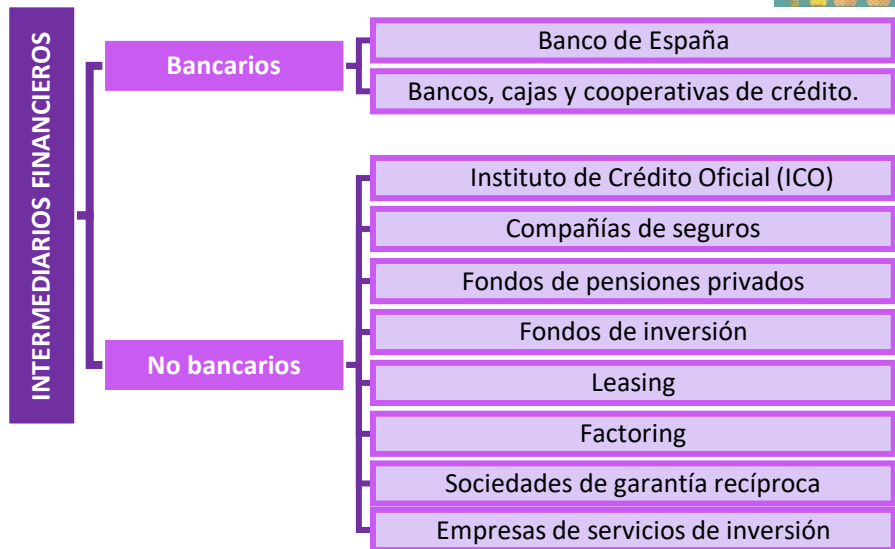 INTERMEDIARIOS FINANCIEROS
Bancarios
Banco de España
Bancos, cajas y cooperativas de crédito.
No bancarios
Instituto de Crédito Oficial (ICO)
Compañías de seguros
Fondos de pensiones privados
Fondos de inversión
Leasing
Factoring
Sociedades de garantía recíproca
Empresas de servicios de inversión